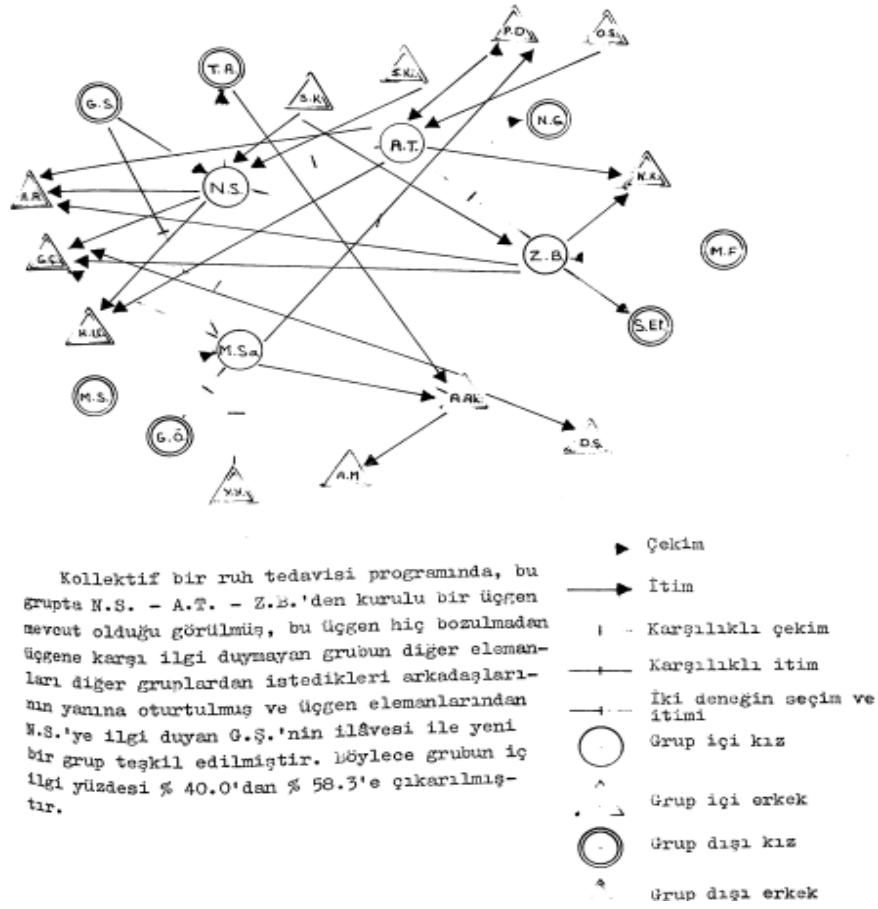 P.D.
O.S.
T.A.
S.K.
G.S.
N.G.
A.T.
N.S.
Z.B.
M.F
G.Ç.
S.Et.
M.Sa
M.S.
A.Ak.
G.Ö
D.Ş.
A.M
Kollektif bir ruh tedavisi programında, bu
grupta N.S. - A.T. - Z.B.'den kurulu bir üçgen
mevcut olduğu görülmüş, bu üçgen hiç bozulmadan
üçgene karşı ilgi duymayan grubun diğer eleman-
ları diğer gruplardan istedikleri arkadaşları-
nın yanına oturtulmuş ve üçgen elemanlarından
N.S.'ye ilgi duyan G.Ş.'nin ilâvesi ile yeni
bir grup teşkil edilmiştir. Böylece grubun iç
ilgi yüzdesi % 40.0'dan % 58.3'e çıkarılmış-
tır.
Çekim
İtim
Karşılıklı çekim
Karşılıklı itim
İki deneğin seçim ve
itimi
Grup içi kız
Grup içi erkek
Grup dışı kız
Grup dışı erkek